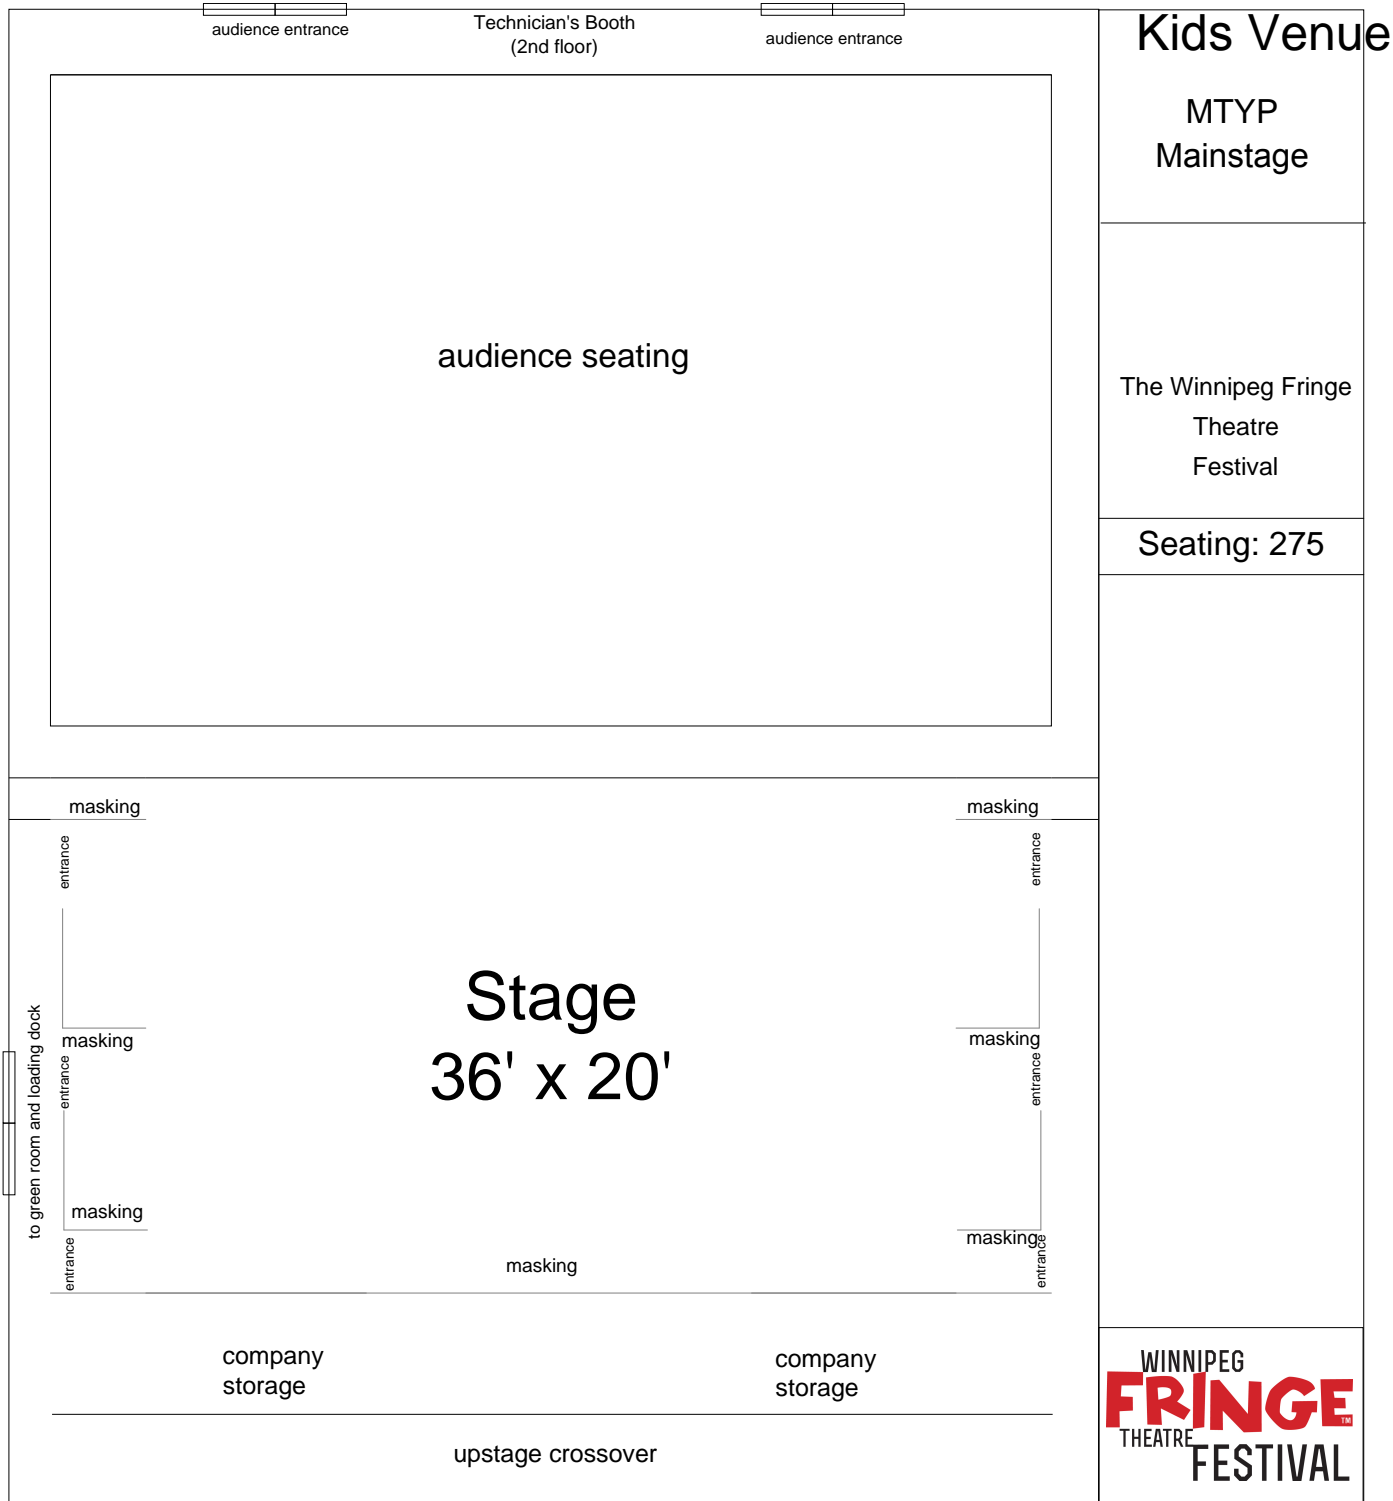 audience entrance
Technician's Booth
(2nd floor)
audience entrance
Kids Venue
MTYP
Mainstage
audience seating
The Winnipeg Fringe
Theatre
Festival
Seating: 275
masking
masking
entrance
entrance
Stage
36' x 20'
masking
masking
to green room and loading dock
entrance
entrance
masking
masking
entrance
entrance
masking
company
storage
company
storage
upstage crossover
WINNIPEG
FRINGE
TM
THEATRE
FESTIVAL